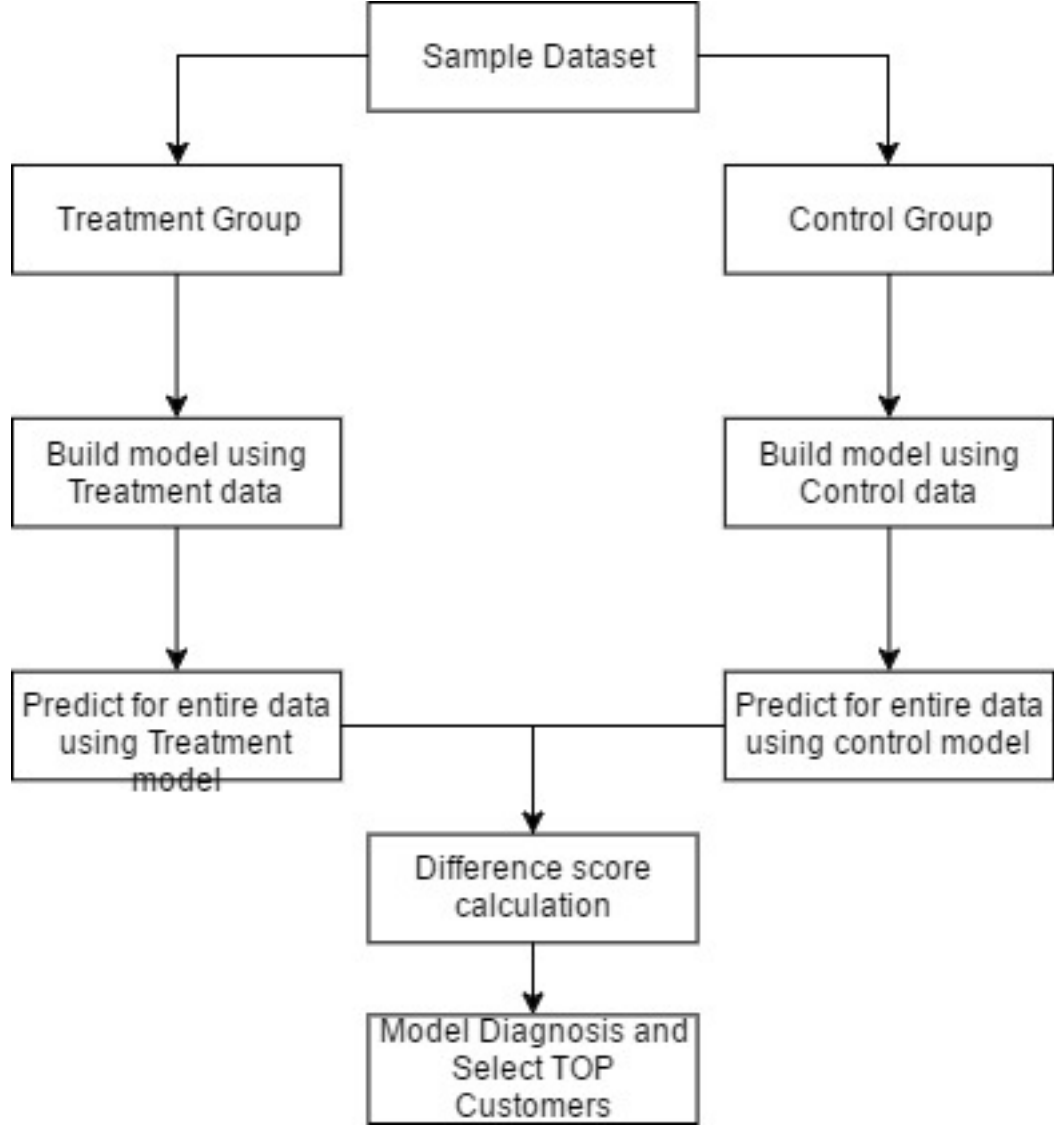 Sample Dataset
Treatment Group
Control Group
Build model using
Treatment data
Build model using
Control data
Predict for entire data
using Treatment
model
Predict for entire data
using control model
Difference score
calculation
Model Diagnosis and
Select TOP
Customers